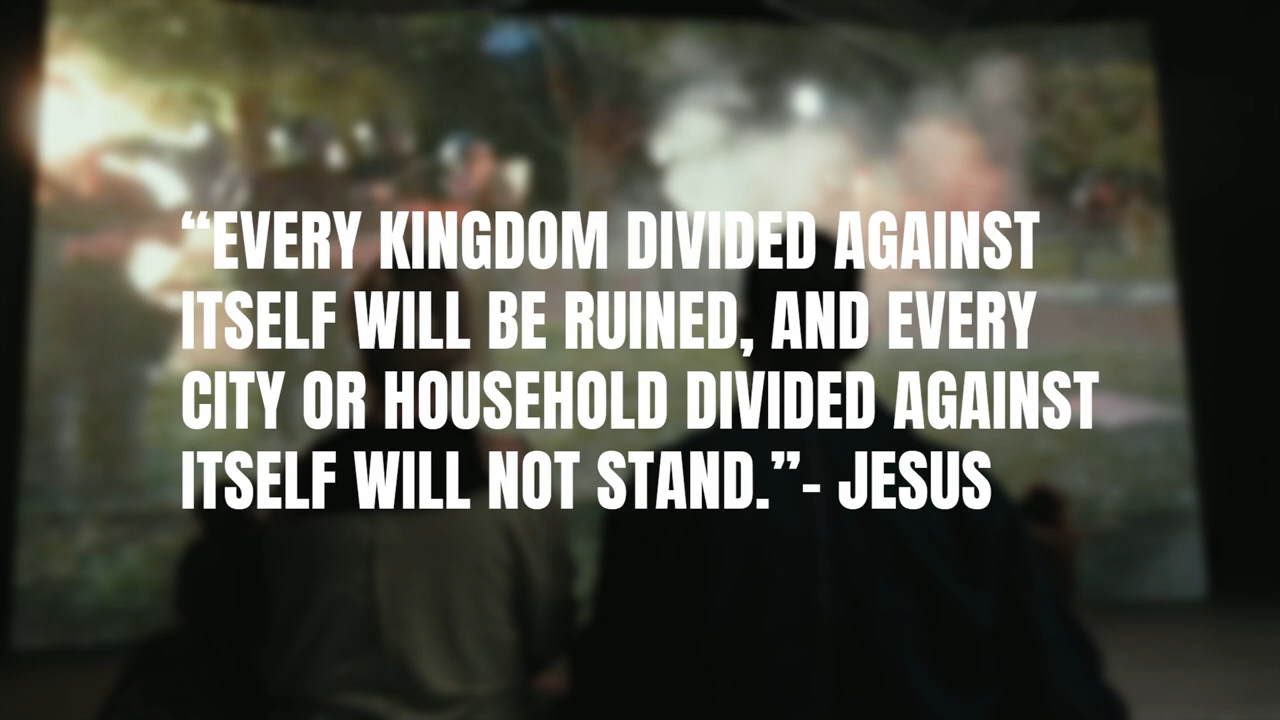 “EVERY KINGDOM DIVIDED AGAINST
ITSELF WILL BE RUINED, AND EVERY
CITY OR HOUSEHOLD DIVIDED AGAINST
ITSELF WILL NOT STAND.”- JESUS